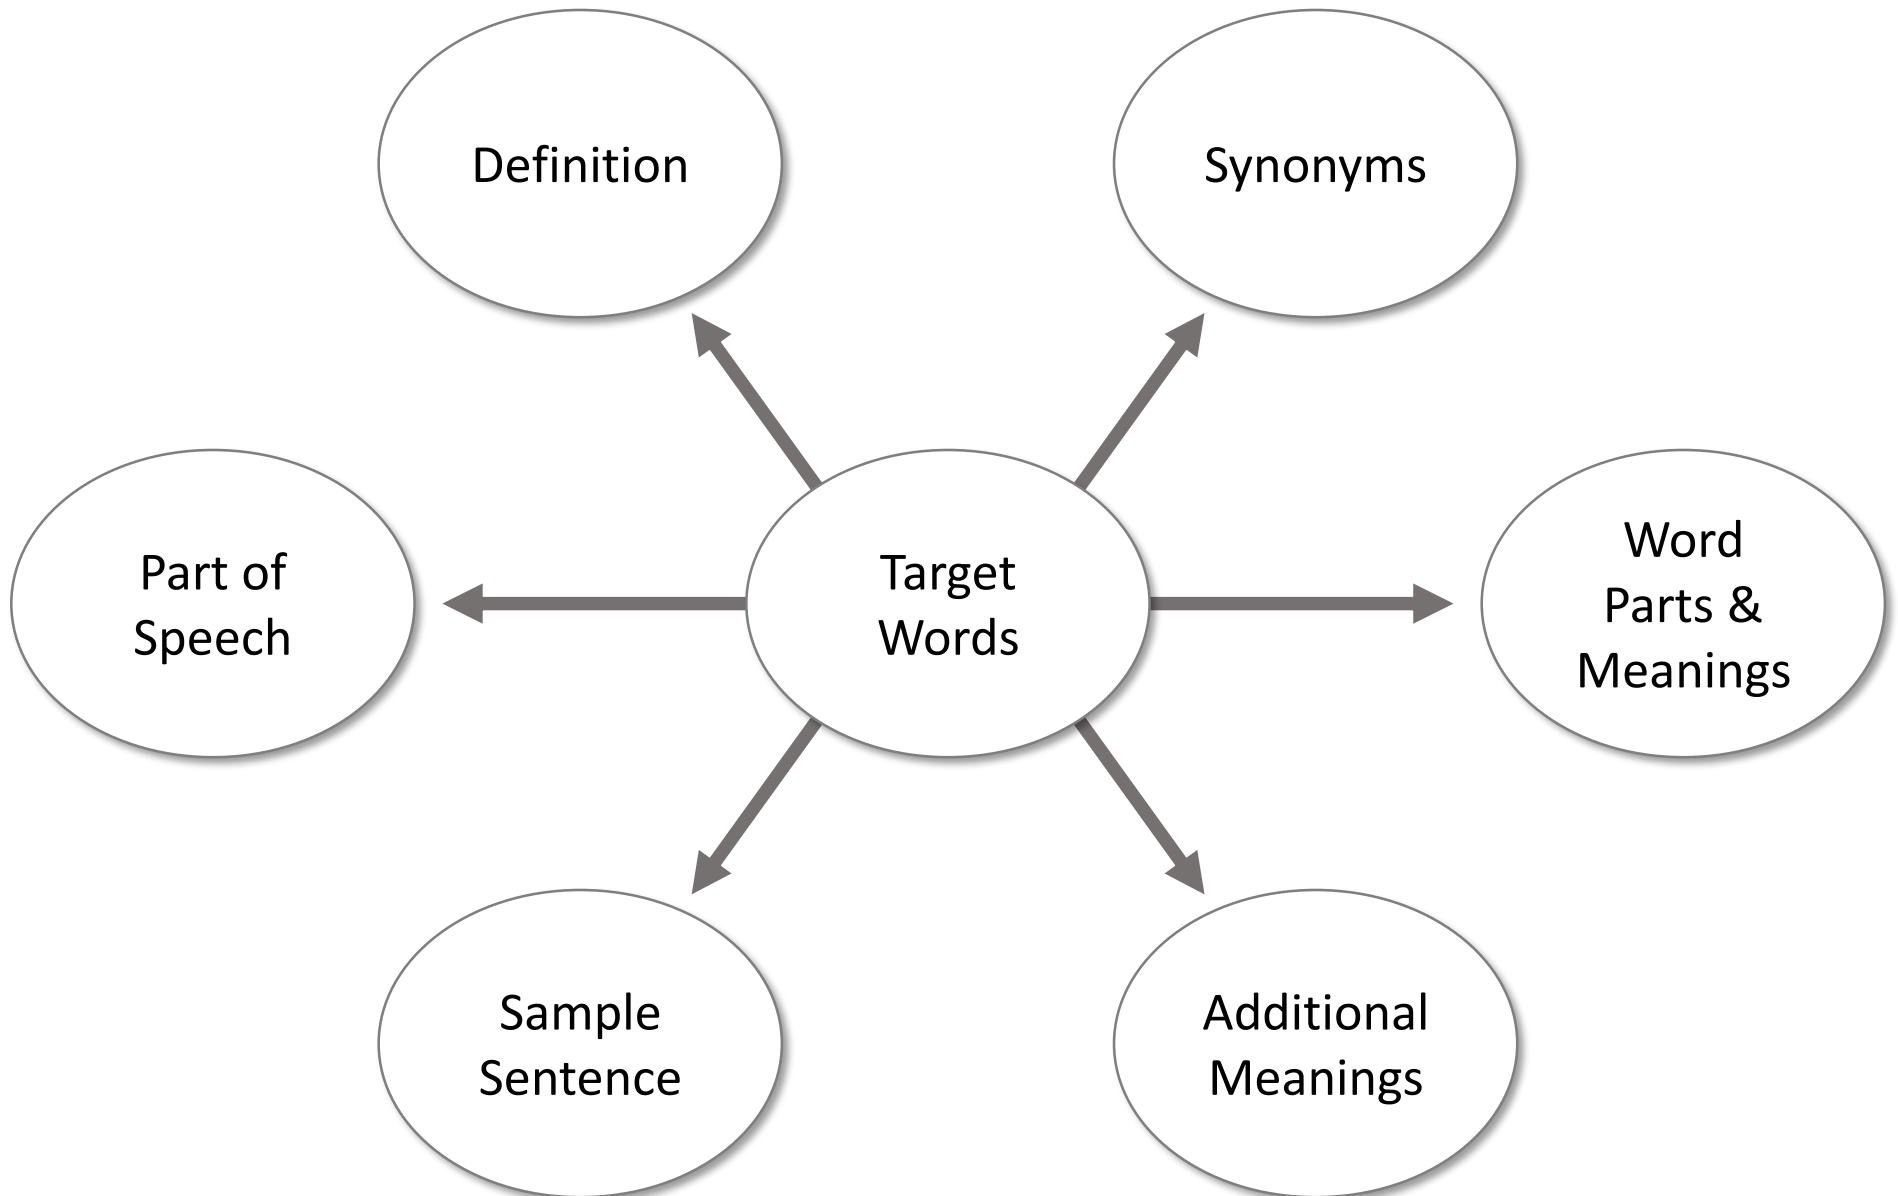 Definition
Synonyms
Part of
Speech
Target
Words
Word
Parts &
Meanings
Sample
Sentence
Additional
Meanings